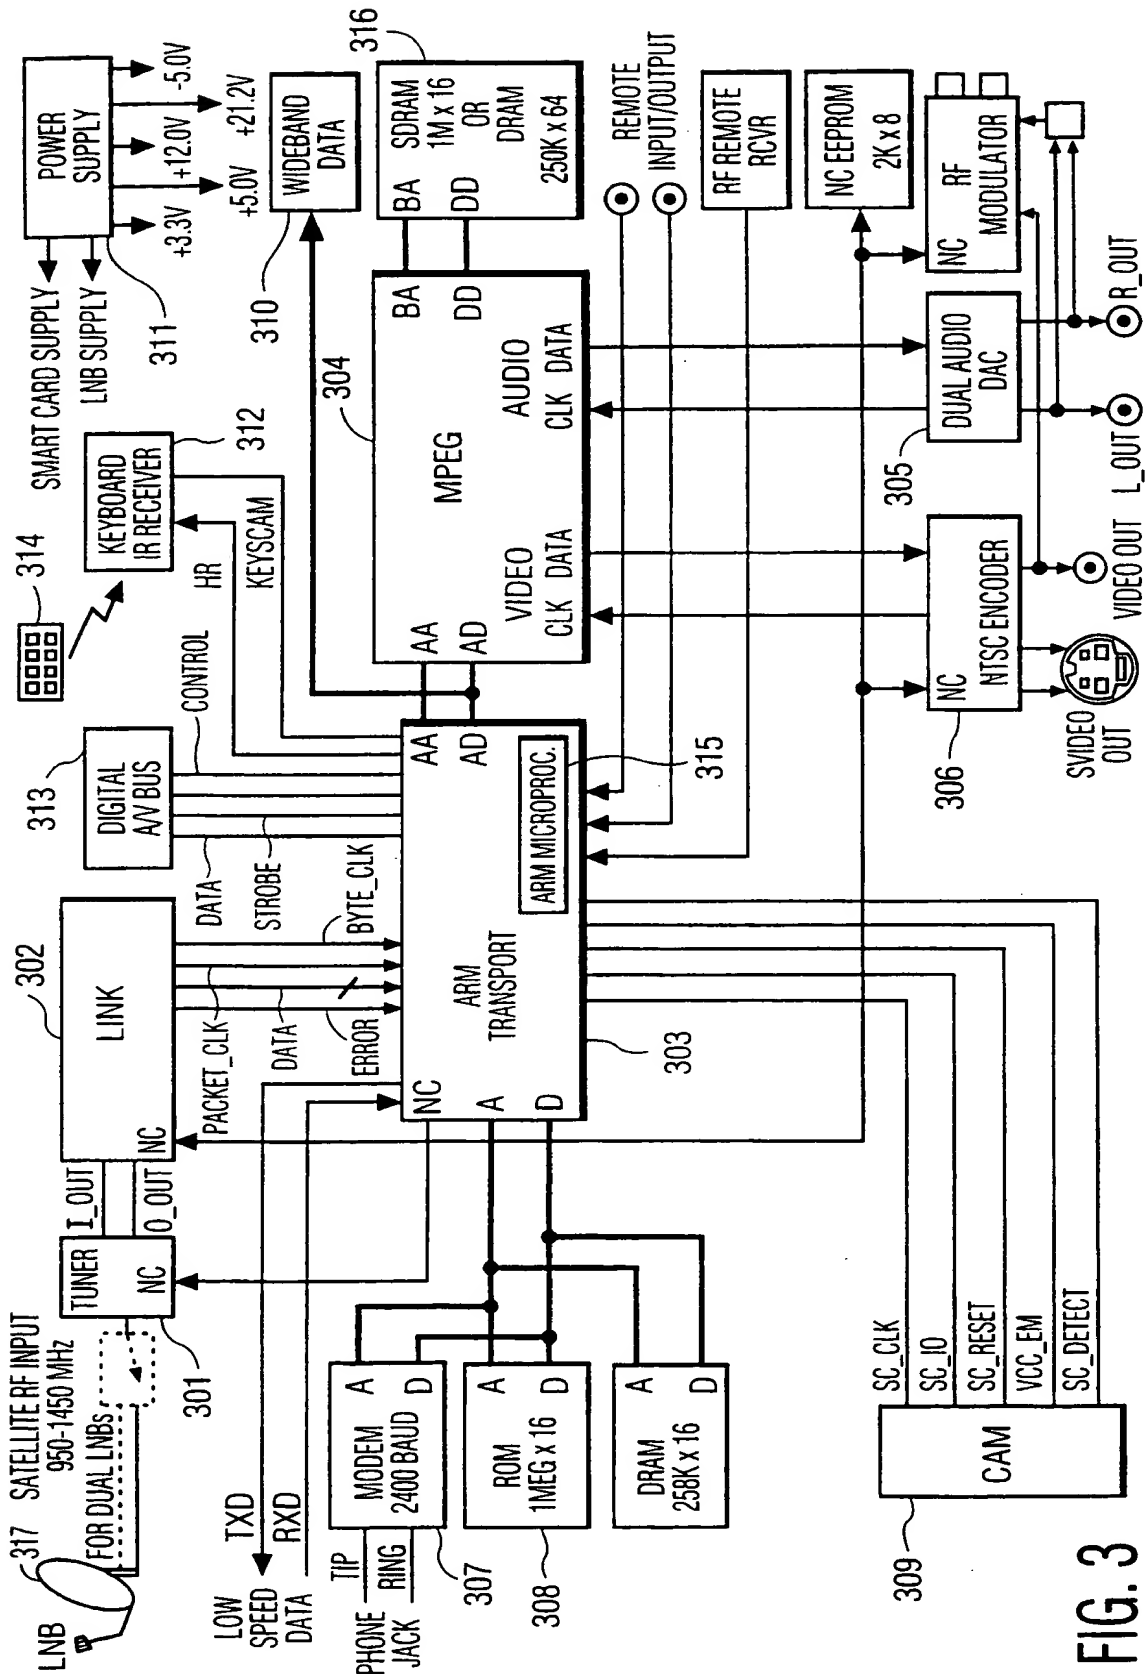 LNB
317
SATELLITE RF INPUT
950-1450 MHz
FOR DUAL LNBs
301
TUNER
NC
I_OUT
O_OUT
302
LINK
NC
PACKET_CLK
DATA
ERROR
BYTE_CLK
313
DIGITAL
A/V BUS
DATA
STROBE
CONTROL
314
KEYBOARD
IR RECEIVER
312
HR
KEYSCAM
SMART CARD SUPPLY
LNB SUPPLY
311
POWER
SUPPLY
+3.3V
+5.0V
+12.0V
+21.2V
-5.0V
310
WIDEBAND
DATA
LOW
SPEED
DATA
TXD
RXD
NC
A
D
ARM
TRANSPORT
303
ARM MICROPROC.
315
AA
AD
AA
AD
304
MPEG
VIDEO
CLK DATA
AUDIO
CLK DATA
BA
DD
BA
DD
SDRAM
1M x 16
OR
DRAM
250K x 64
316
PHONE
JACK
TIP
RING
MODEM
2400 BAUD
A
D
307
ROM
1MEG x 16
A
D
308
DRAM
258K x 16
A
D
REMOTE
INPUT/OUTPUT
RF REMOTE
RCVR
NC EEPROM
2K x 8
NC
RF
MODULATOR
305
DUAL AUDIO
DAC
306
NC
NTSC ENCODER
SVIDEO
OUT
VIDEO OUT
L_OUT
R_OUT
309
CAM
SC_CLK
SC_IO
SC_RESET
VCC_EM
SC_DETECT
FIG. 3